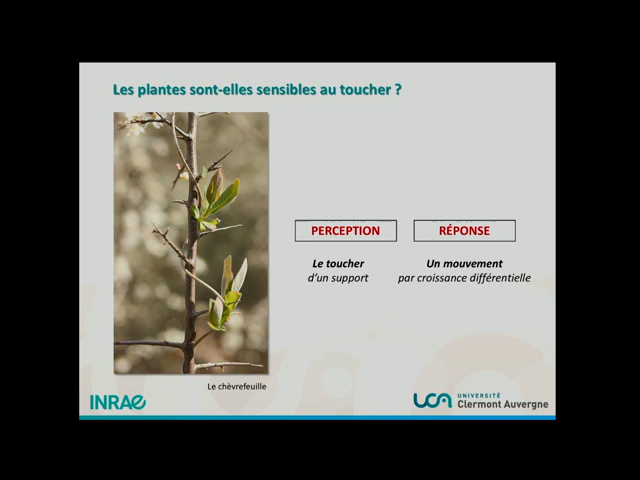 Les plantes sont-elles sensibles au toucher ?
PERCEPTION
RÉPONSE
Le toucher
d'un support
Un mouvement
par croissance différentielle
Le chèvrefeuille
INRAE
UCA UNIVERSITÉ
Clermont Auvergne